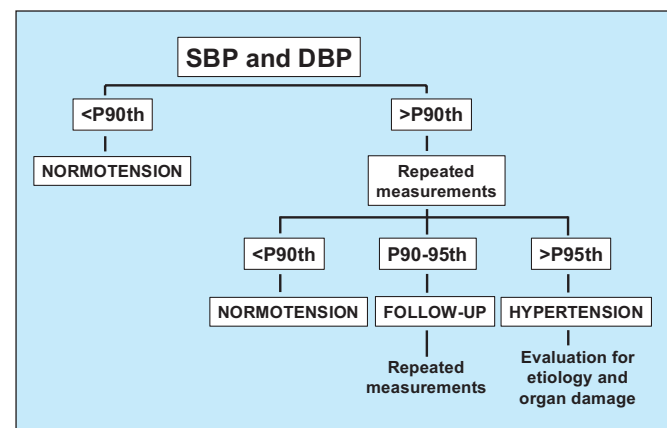 SBP and DBP
<P90th
>P90th
NORMOTENSION
Repeated
measurements
<P90th
P90-95th
>P95th
NORMOTENSION
FOLLOW-UP
HYPERTENSION
Repeated
measurements
Evaluation for
etiology and
organ damage